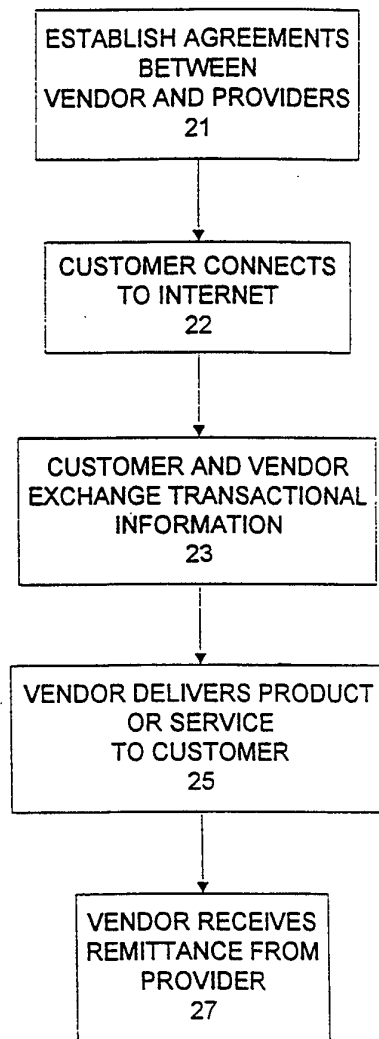 ESTABLISH AGREEMENTS
BETWEEN
VENDOR AND PROVIDERS
21
CUSTOMER CONNECTS
TO INTERNET
22
CUSTOMER AND VENDOR
EXCHANGE TRANSACTIONAL
INFORMATION
23
VENDOR DELIVERS PRODUCT
OR SERVICE
TO CUSTOMER
25
VENDOR RECEIVES
REMITTANCE FROM
PROVIDER
27